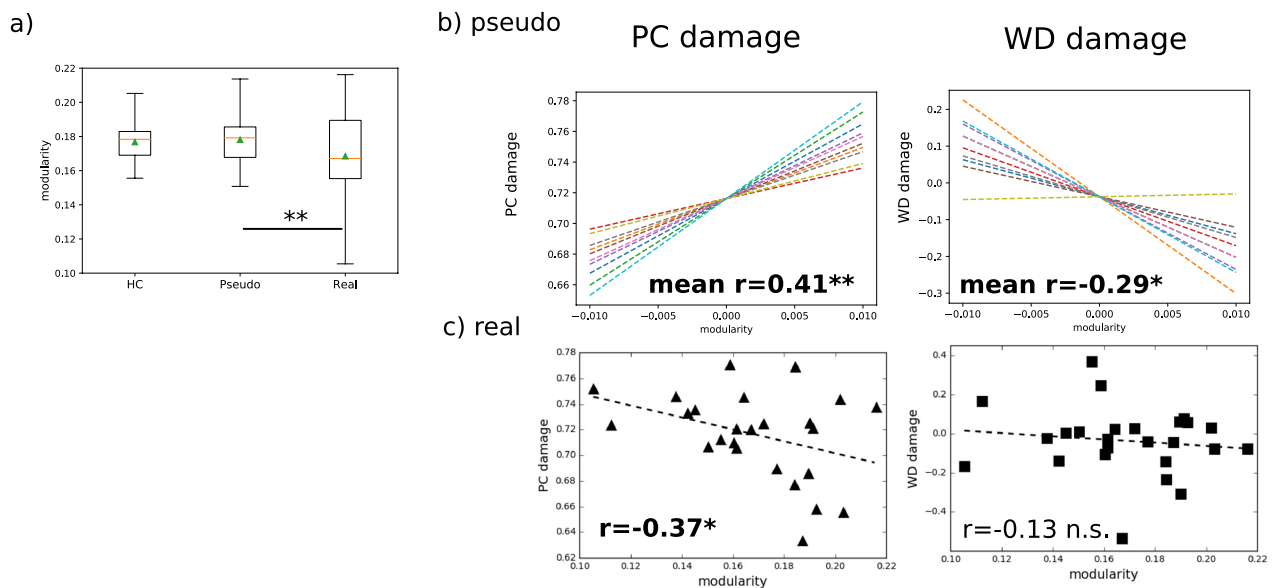 a)
0.22
0.20
0.18
0.16
0.14
0.12
0.10
modularity
**
HC
Pseudo
Real
b) pseudo
PC damage
WD damage
0.78
0.76
0.74
0.72
0.70
0.68
0.66
PC damage
mean r=0.41**
−0.010
−0.005
0.000
0.005
0.010
modularity
0.2
0.1
0.0
−0.1
−0.2
−0.3
WD damage
mean r=-0.29*
−0.010
−0.005
0.000
0.005
0.010
modularity
c) real
0.78
0.76
0.74
0.72
0.70
0.68
0.66
0.64
0.62
PC damage
r=-0.37*
0.10
0.12
0.14
0.16
0.18
0.20
0.22
modularity
0.4
0.2
0.0
−0.2
−0.4
WD damage
r=-0.13 n.s.
0.10
0.12
0.14
0.16
0.18
0.20
0.22
modularity